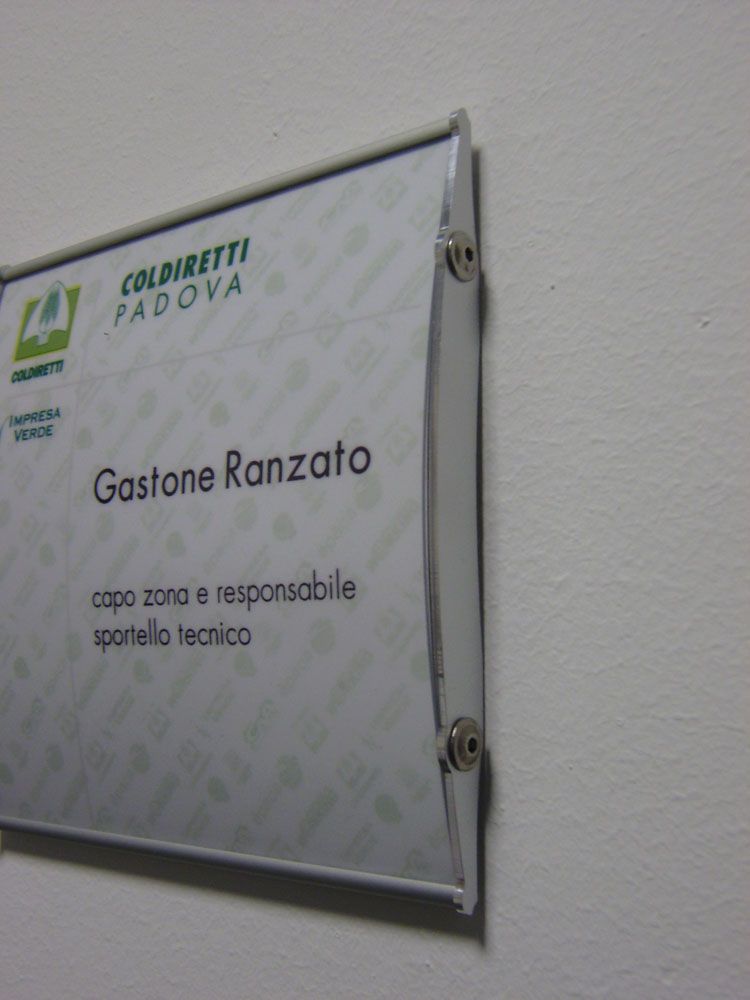 COLDIRETTI
PADOVA
COLDIRETTI
IMPRESA
VERDE
Gastone Ranzato
capo zona e responsabile
sportello tecnico